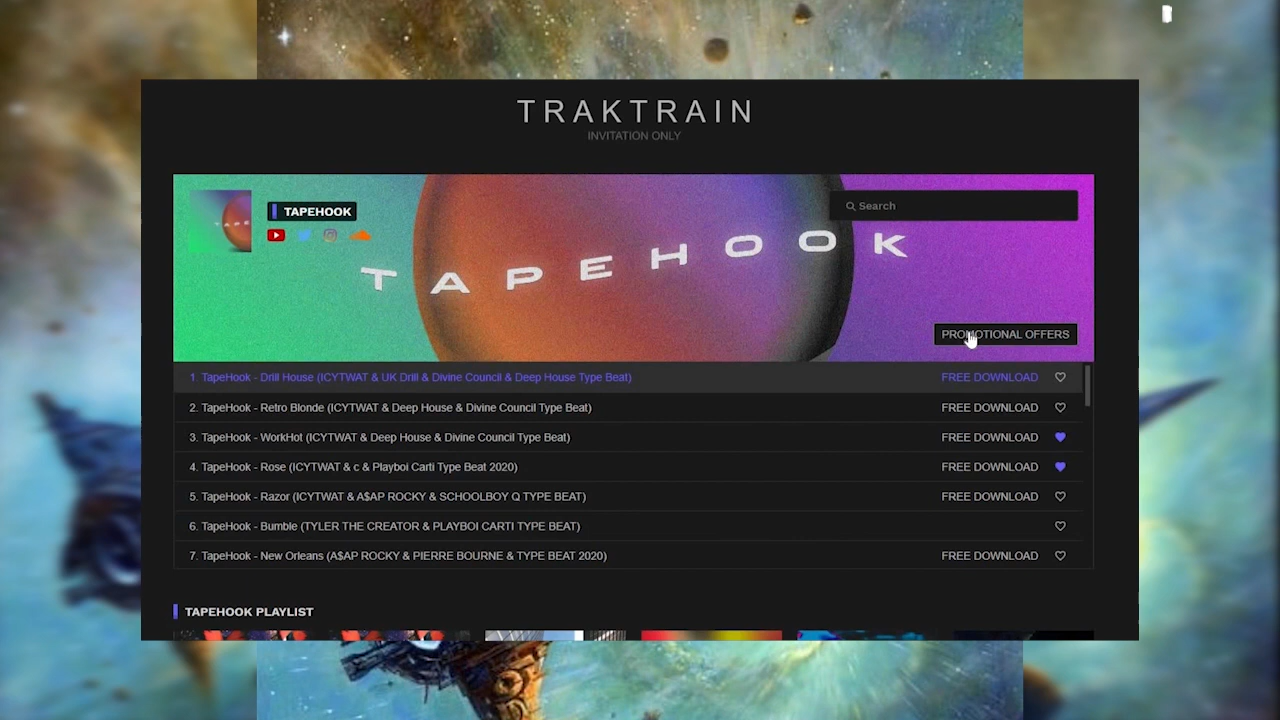 TRAKTRAIN
INVITATION ONLY
TAPEHOOK
Search
TAPEHOOK
PROMOTIONAL OFFERS
1. TapeHook - Drill House (ICYTWAT & UK Drill & Divine Council & Deep House Type Beat) FREE DOWNLOAD
2. TapeHook - Retro Blonde (ICYTWAT & Deep House & Divine Council Type Beat) FREE DOWNLOAD
3. TapeHook - WorkHot (ICYTWAT & Deep House & Divine Council Type Beat) FREE DOWNLOAD
4. TapeHook - Rose (ICYTWAT & c & Playboi Carti Type Beat 2020) FREE DOWNLOAD
5. TapeHook - Razor (ICYTWAT & A$AP ROCKY & SCHOOLBOY Q TYPE BEAT) FREE DOWNLOAD
6. TapeHook - Bumble (TYLER THE CREATOR & PLAYBOI CARTI TYPE BEAT)
7. TapeHook - New Orleans (A$AP ROCKY & PIERRE BOURNE & TYPE BEAT 2020) FREE DOWNLOAD
TAPEHOOK PLAYLIST